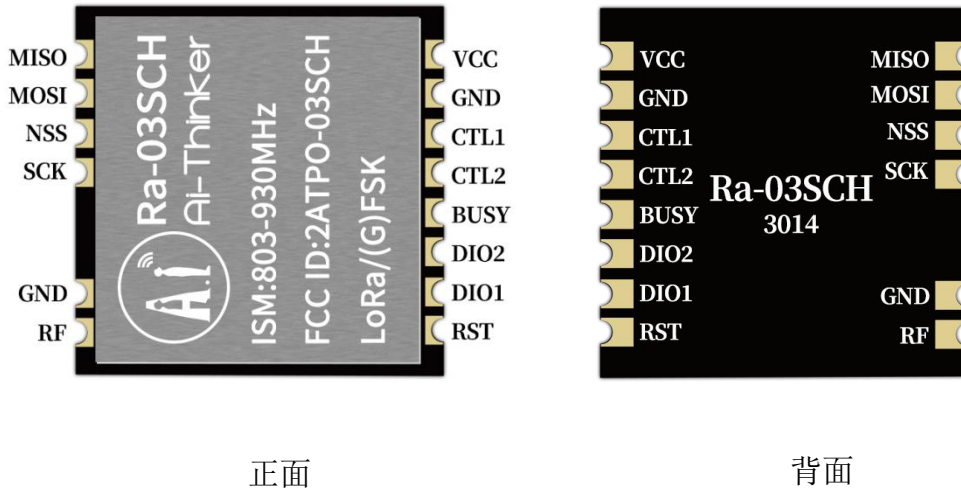 MISO
MOSI
NSS
SCK
GND
RF
Ra-03SCH
Ai-Thinker
Ai
ISM:803-930MHz
FCC ID:2ATPO-03SCH
LoRa/(G)FSK
VCC
GND
CTL1
CTL2
BUSY
DIO2
DIO1
RST
正面
VCC
GND
CTL1
CTL2
BUSY
DIO2
DIO1
RST
Ra-03SCH
3014
MISO
MOSI
NSS
SCK
GND
RF
背面